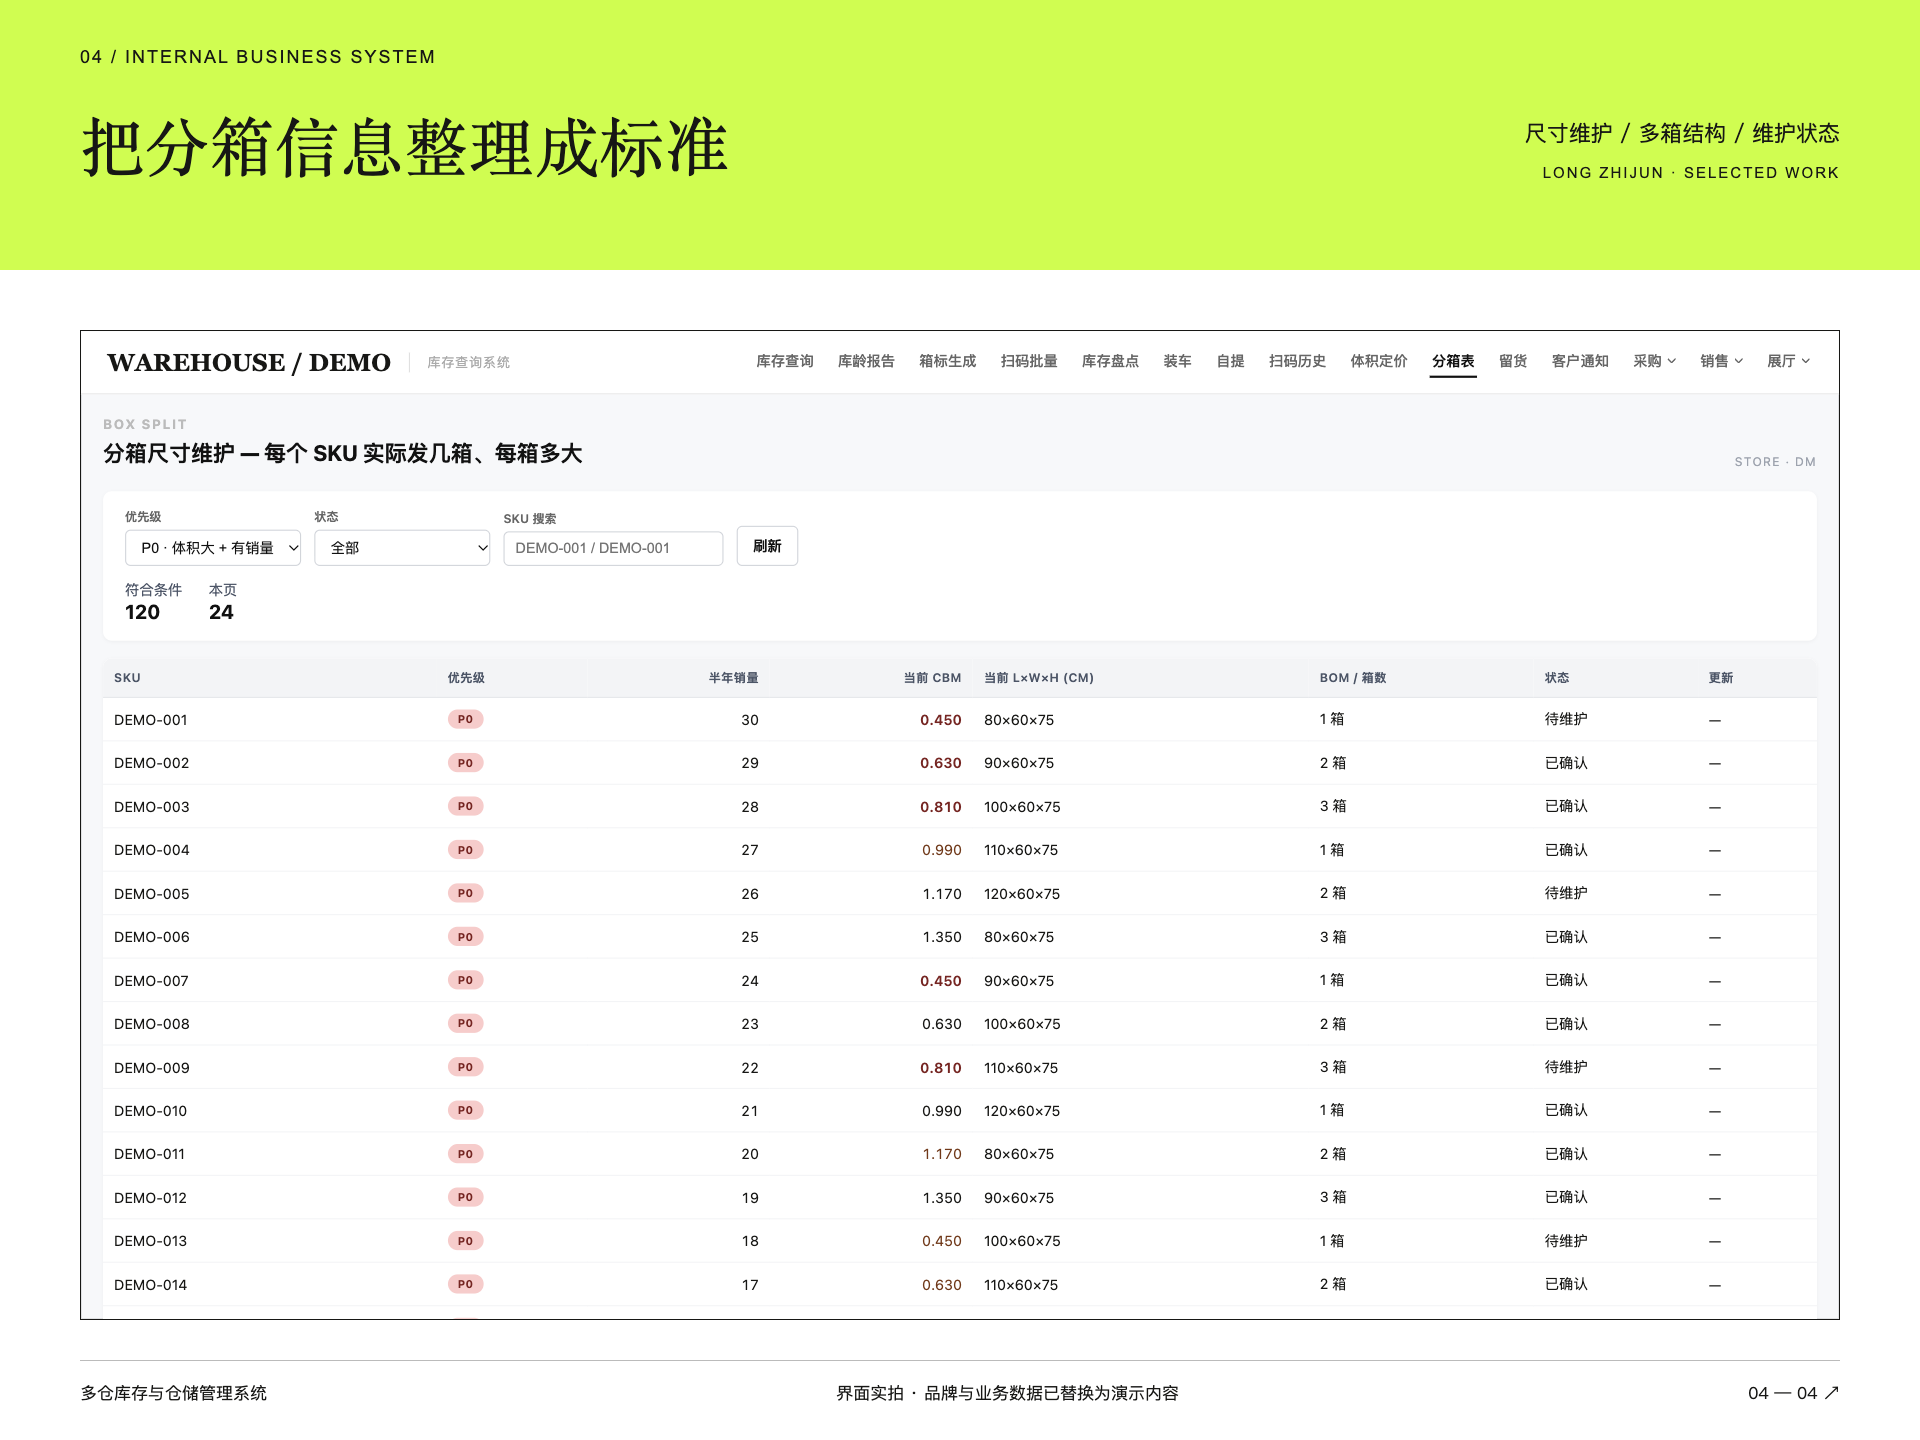 04 / INTERNAL BUSINESS SYSTEM
把分箱信息整理成标准
尺寸维护 / 多箱结构 / 维护状态
LONG ZHIJUN · SELECTED WORK
WAREHOUSE / DEMO 库存查询系统 库存查询 库龄报告 箱标生成 扫码批量 库存盘点 装车 自提 扫码历史 体积定价 分箱表 留货 客户通知 采购 销售 展厅
BOX SPLIT
分箱尺寸维护 — 每个 SKU 实际发几箱、每箱多大
STORE · DM
优先级 状态 SKU 搜索
P0 · 体积大 + 有销量 全部 DEMO-001 / DEMO-001 刷新
符合条件 本页
120 24
SKU 优先级 半年销量 当前 CBM 当前 L×W×H (CM) BOM / 箱数 状态 更新
DEMO-001 P0 30 0.450 80×60×75 1 箱 待维护 —
DEMO-002 P0 29 0.630 90×60×75 2 箱 已确认 —
DEMO-003 P0 28 0.810 100×60×75 3 箱 已确认 —
DEMO-004 P0 27 0.990 110×60×75 1 箱 已确认 —
DEMO-005 P0 26 1.170 120×60×75 2 箱 待维护 —
DEMO-006 P0 25 1.350 80×60×75 3 箱 已确认 —
DEMO-007 P0 24 0.450 90×60×75 1 箱 已确认 —
DEMO-008 P0 23 0.630 100×60×75 2 箱 已确认 —
DEMO-009 P0 22 0.810 110×60×75 3 箱 待维护 —
DEMO-010 P0 21 0.990 120×60×75 1 箱 已确认 —
DEMO-011 P0 20 1.170 80×60×75 2 箱 已确认 —
DEMO-012 P0 19 1.350 90×60×75 3 箱 已确认 —
DEMO-013 P0 18 0.450 100×60×75 1 箱 待维护 —
DEMO-014 P0 17 0.630 110×60×75 2 箱 已确认 —
多仓库存与仓储管理系统 界面实拍 · 品牌与业务数据已替换为演示内容 04 — 04 ↗